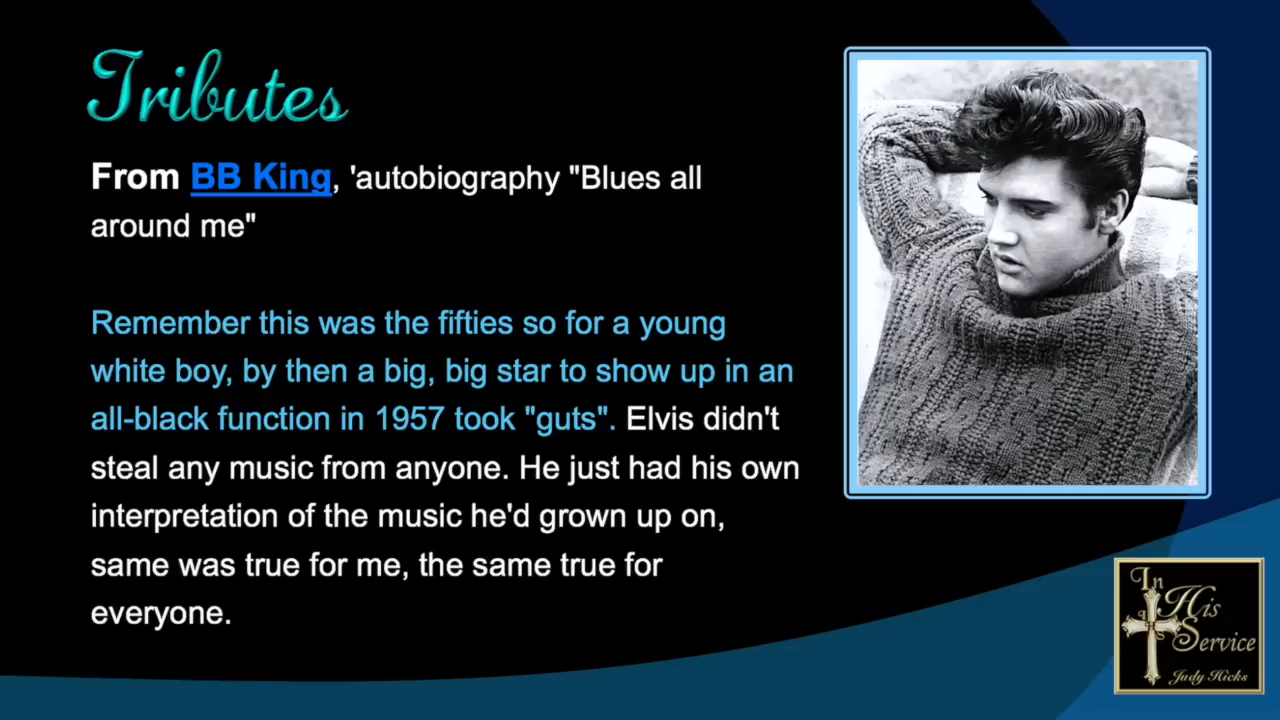 Tributes
From BB King, 'autobiography "Blues all
around me"
Remember this was the fifties so for a young
white boy, by then a big, big star to show up in an
all-black function in 1957 took "guts". Elvis didn't
steal any music from anyone. He just had his own
interpretation of the music he'd grown up on,
same was true for me, the same true for
everyone.
In
His
IHS
Service
Judy Hicks